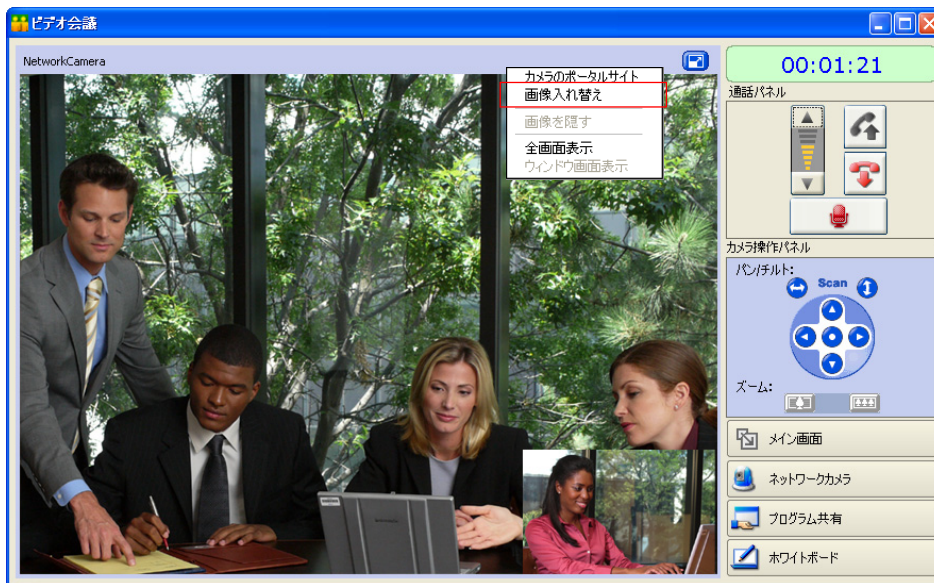 ビデオ会議
NetworkCamera
カメラのポータルサイト
画像入れ替え
画像を隠す
全画面表示
ウィンドウ画面表示
00:01:21
通話パネル
カメラ操作パネル
パン/チルト:
Scan
ズーム:
メイン画面
ネットワークカメラ
プログラム共有
ホワイトボード